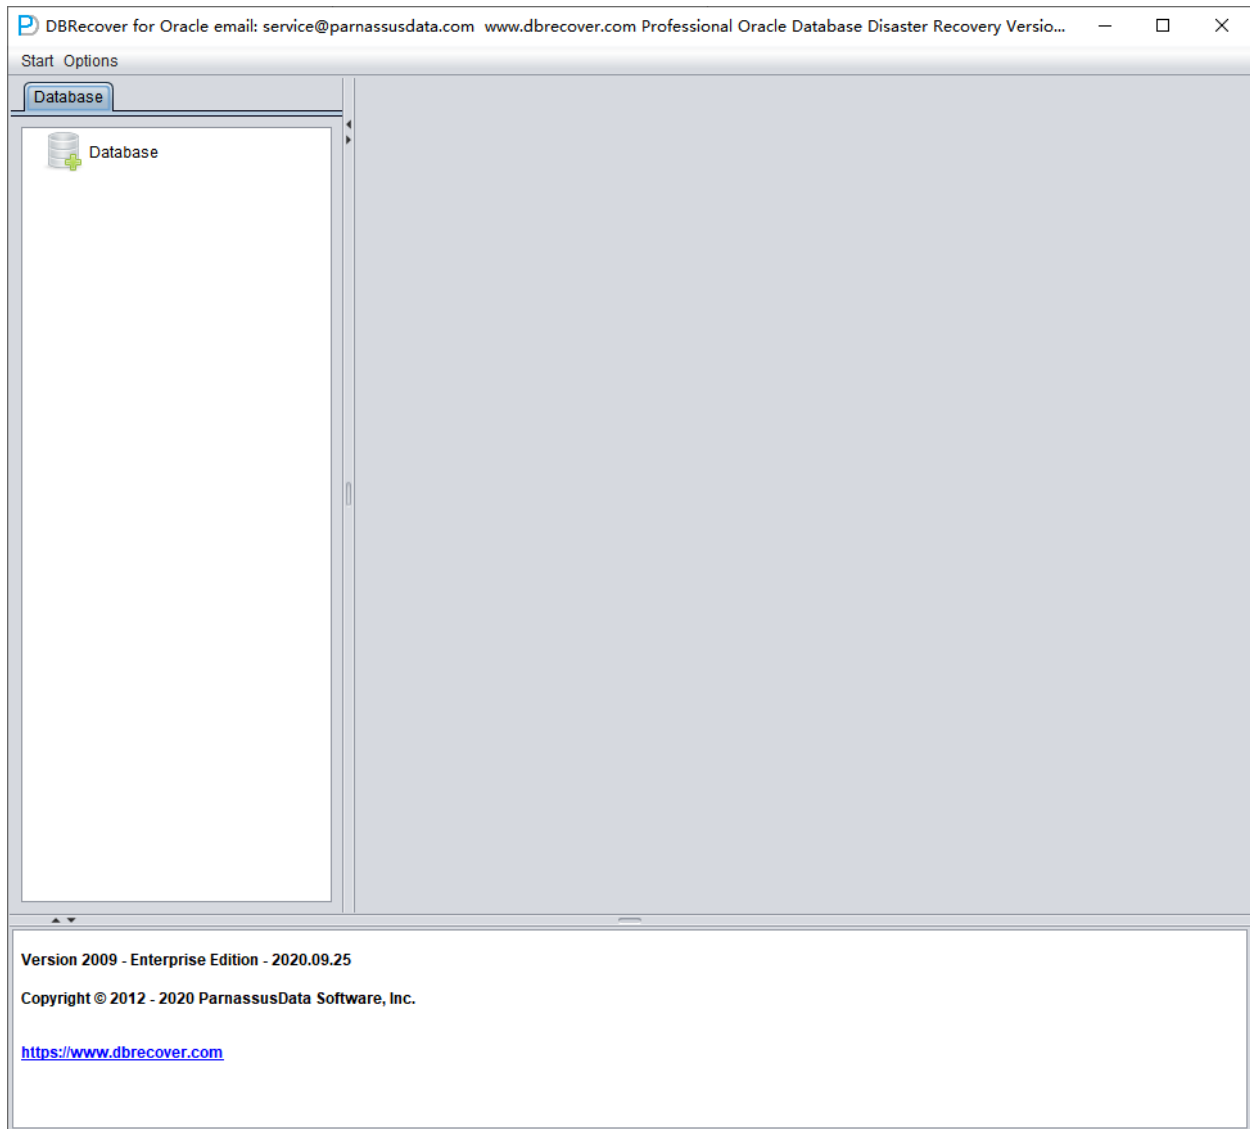 DBRecover for Oracle email: service@parnassusdata.com www.dbrecover.com Professional Oracle Database Disaster Recovery Versio...
Start Options
Database
Database
Version 2009 - Enterprise Edition - 2020.09.25
Copyright © 2012 - 2020 ParnassusData Software, Inc.
https://www.dbrecover.com